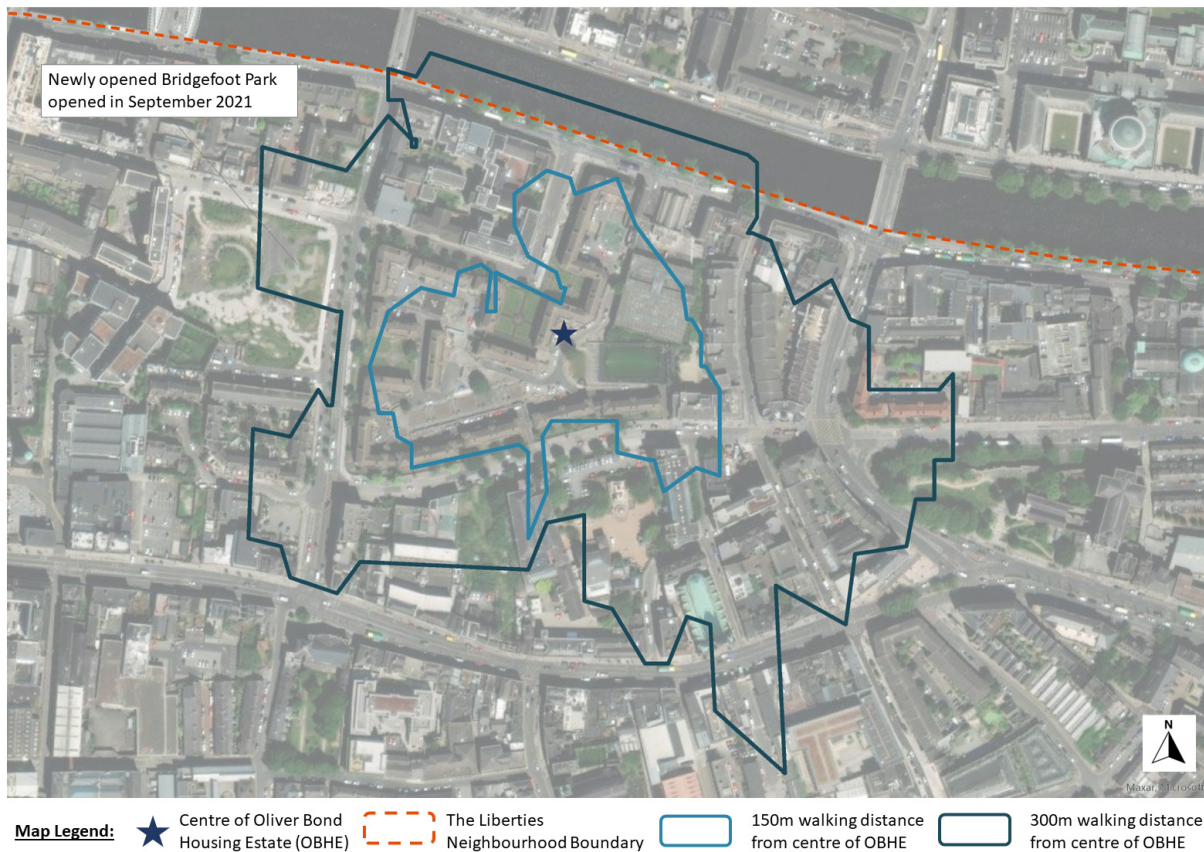 Newly opened Bridgefoot Park
opened in September 2021
N
Maxar, Microsoft
Map Legend:
Centre of Oliver Bond
Housing Estate (OBHE)
The Liberties
Neighbourhood Boundary
150m walking distance
from centre of OBHE
300m walking distance
from centre of OBHE